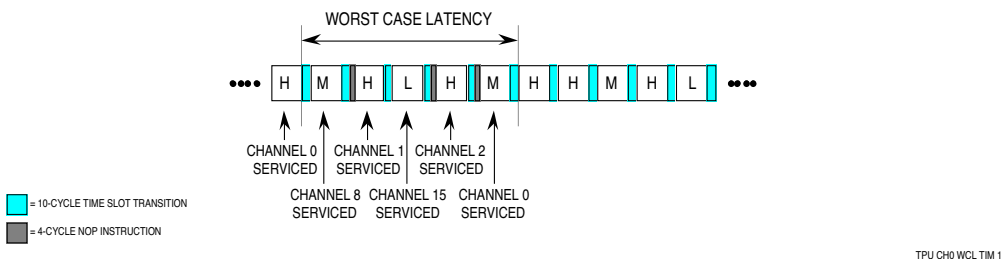 WORST CASE LATENCY
H M H L H M H H M H L
CHANNEL 0 SERVICED
CHANNEL 1 SERVICED
CHANNEL 2 SERVICED
CHANNEL 8 SERVICED
CHANNEL 15 SERVICED
CHANNEL 0 SERVICED
= 10-CYCLE TIME SLOT TRANSITION
= 4-CYCLE NOP INSTRUCTION
TPU CH0 WCL TIM 1